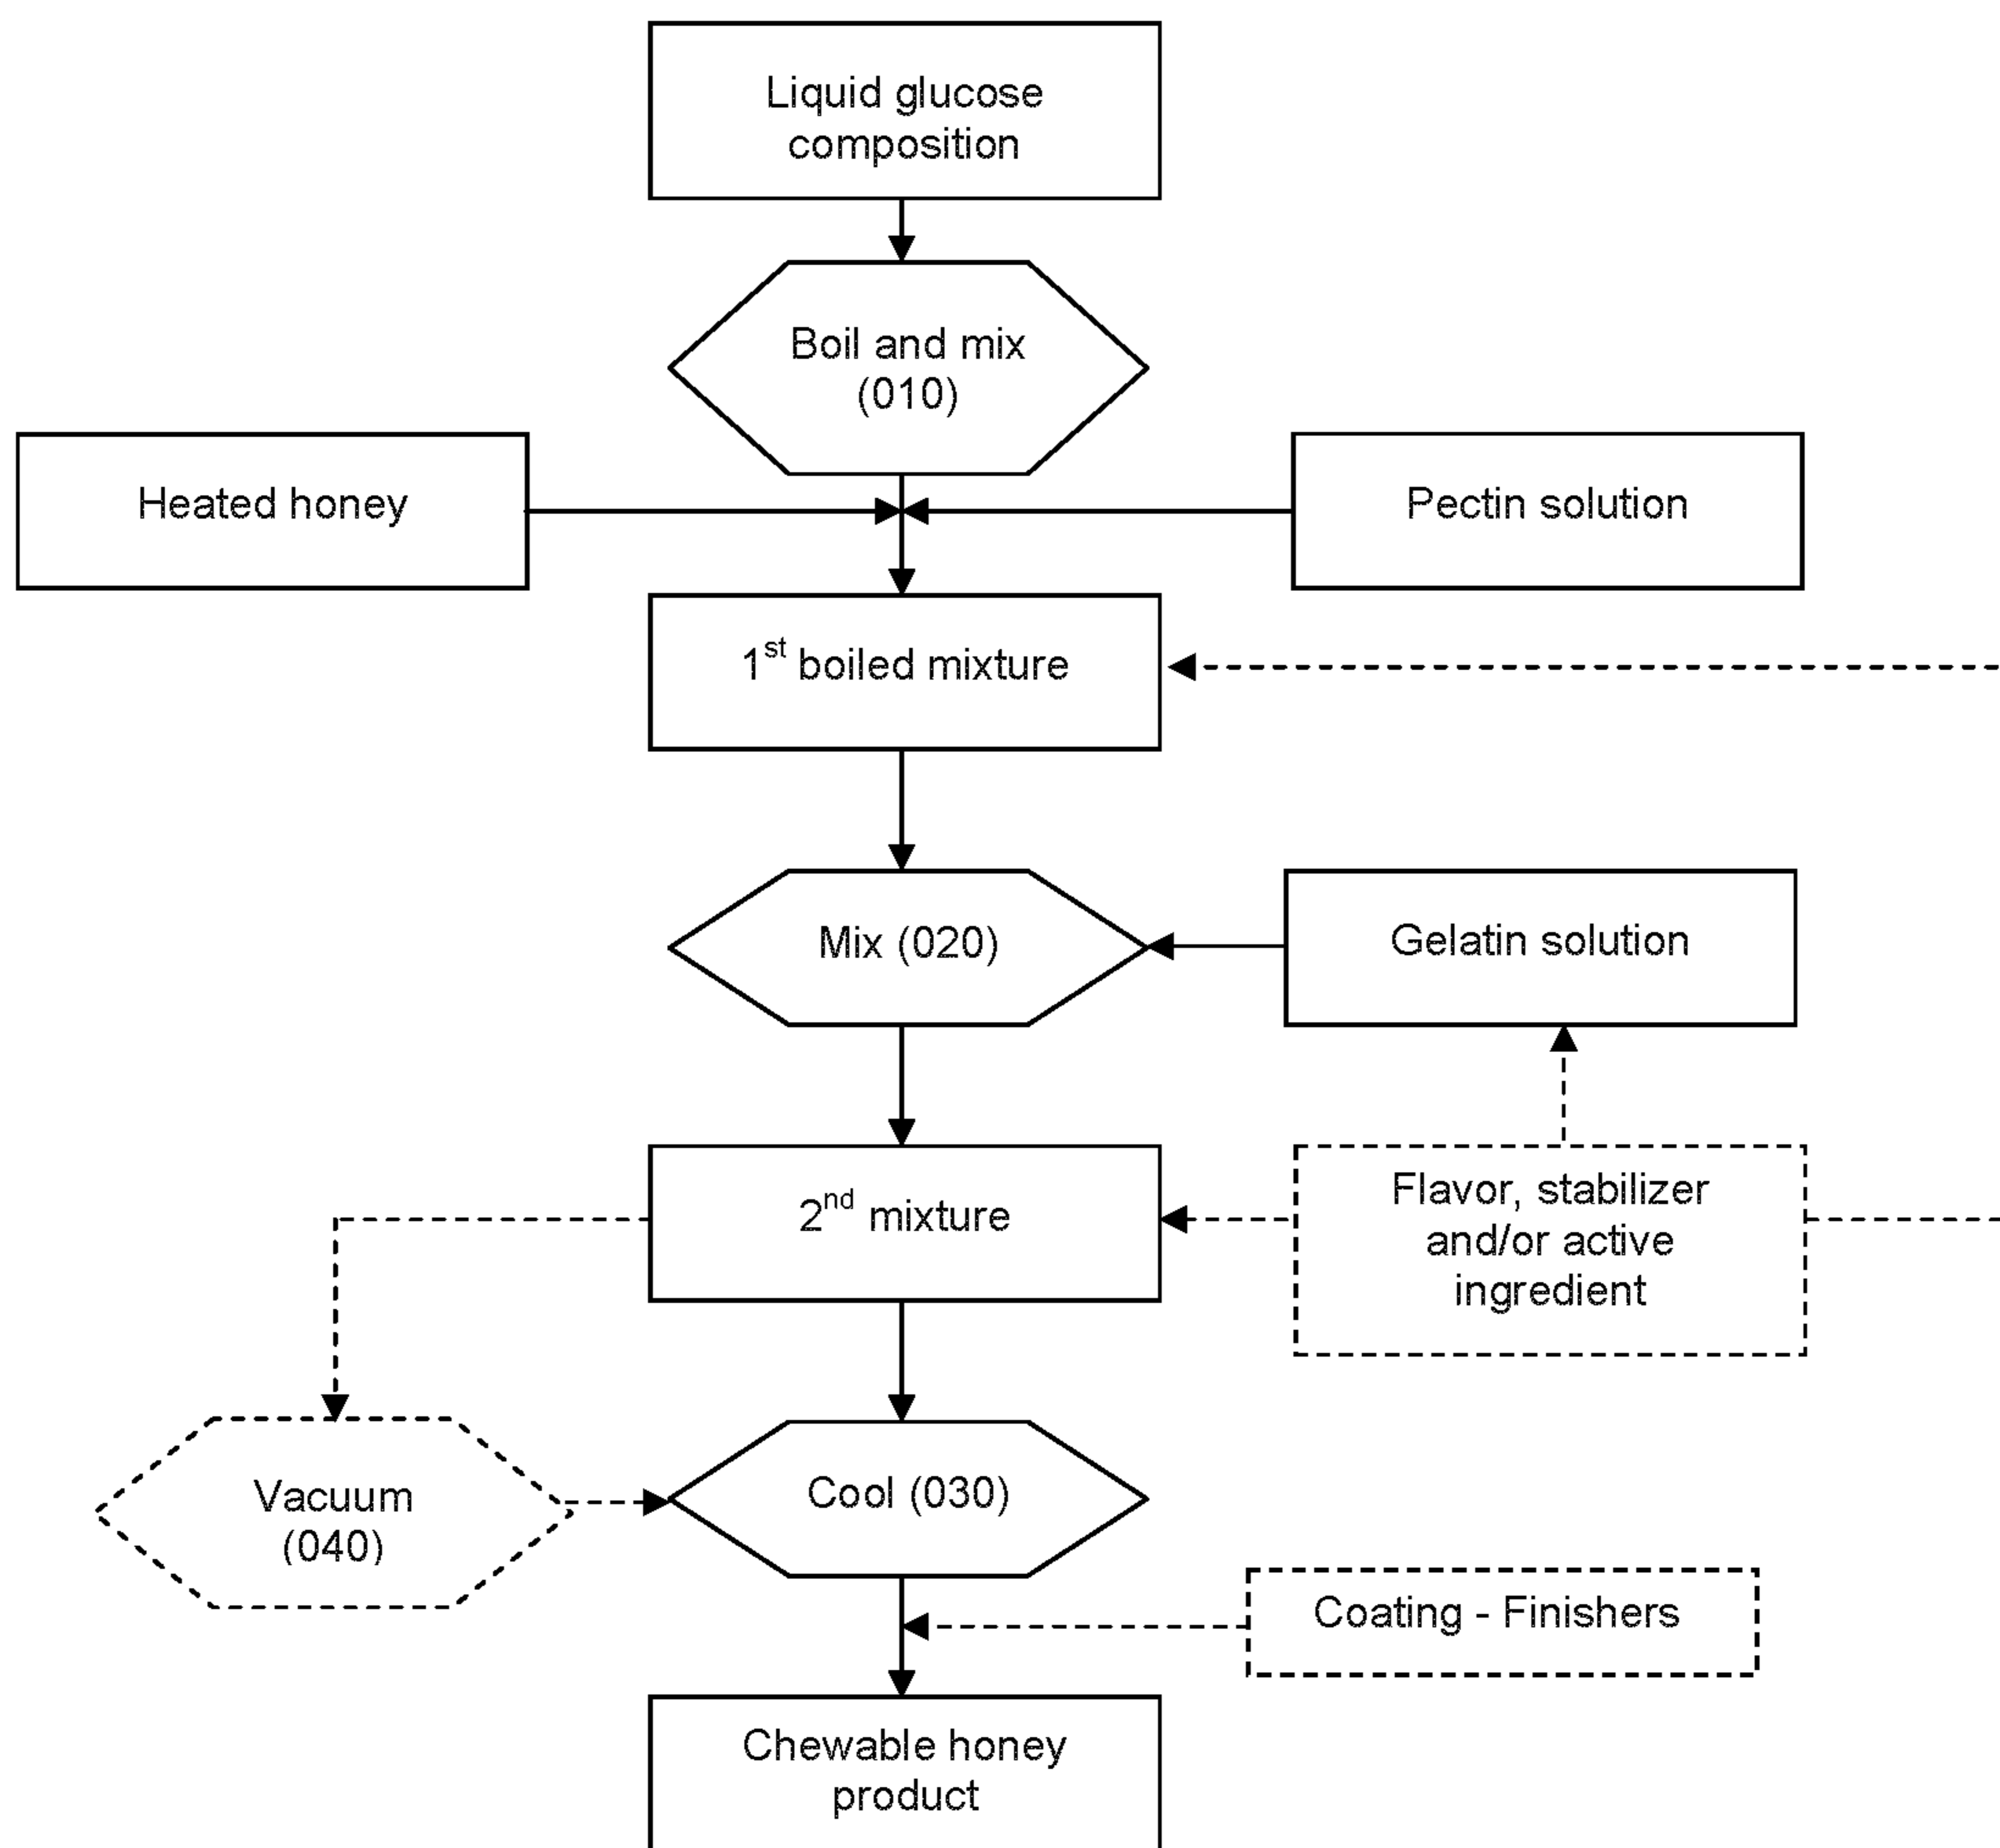 Liquid glucose
composition
Boil and mix
(010)
Heated honey
Pectin solution
1st boiled mixture
Mix (020)
Gelatin solution
2nd mixture
Flavor, stabilizer
and/or active
ingredient
Vacuum
(040)
Cool (030)
Coating - Finishers
Chewable honey
product